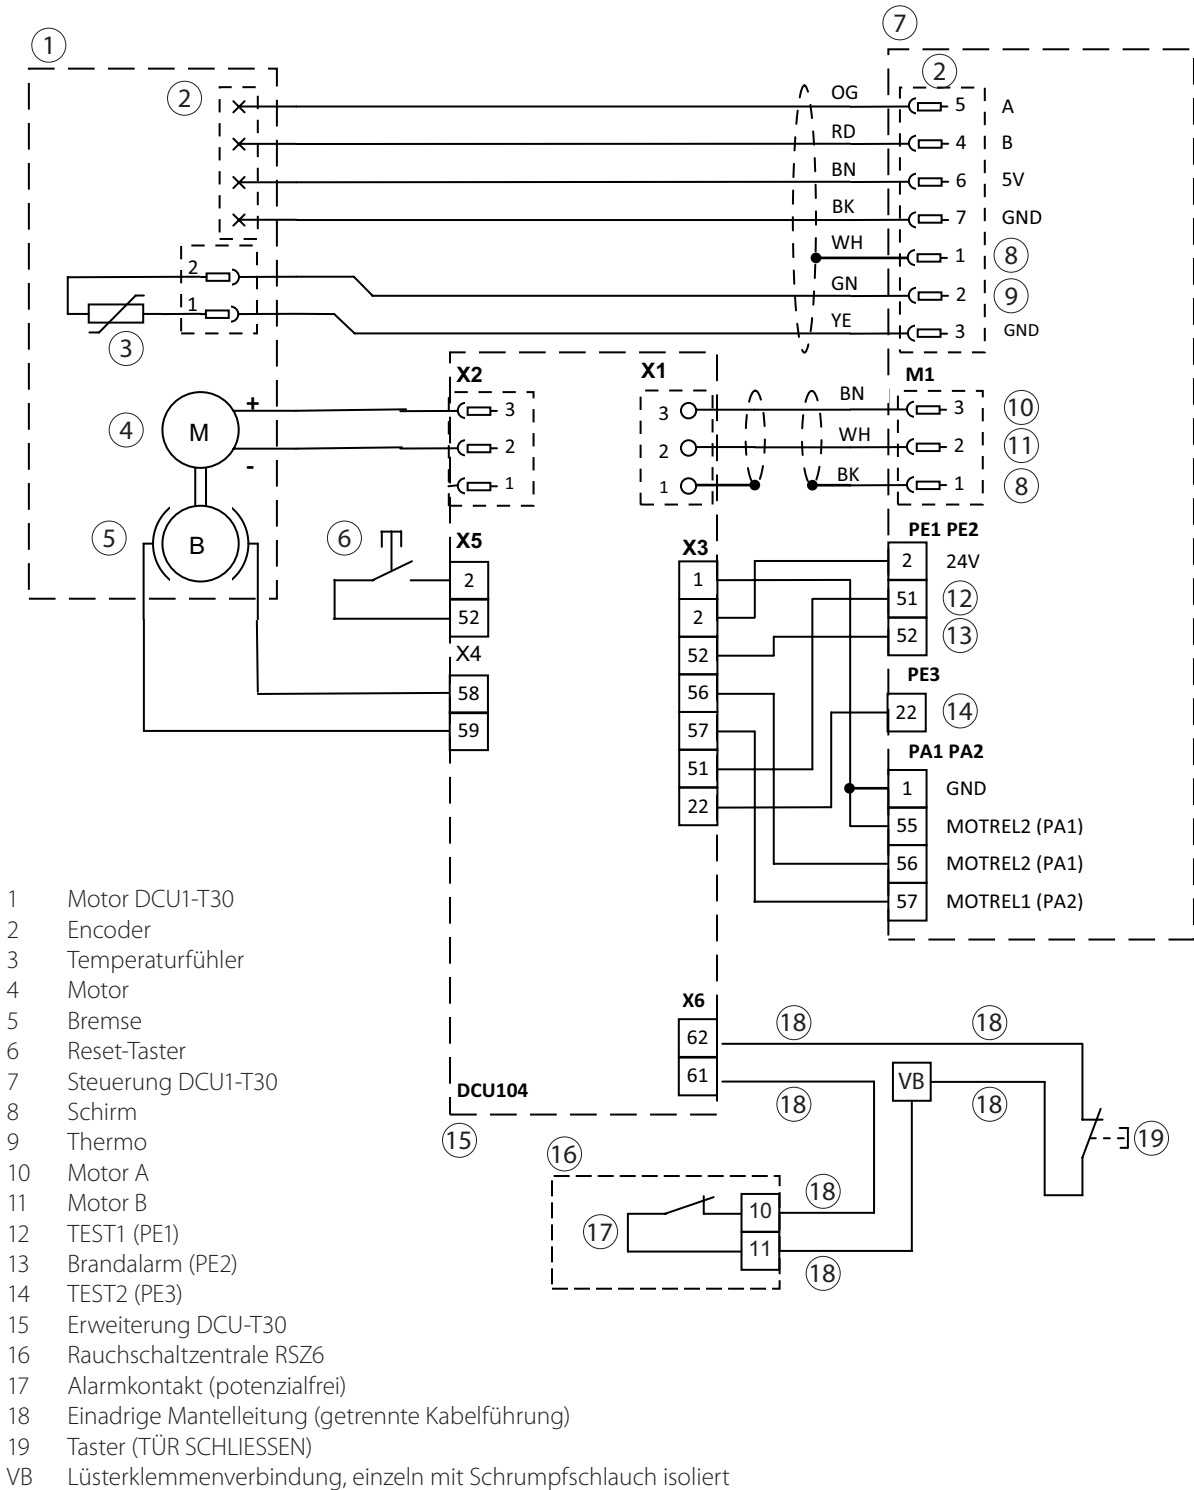 7
1
2
2
OG 5 A
RD 4 B
BN 6 5V
BK 7 GND
WH 1 8
2 GN 2 9
1 YE 3 GND
3
X2 X1 M1
+ 3 3 BN 3 10
4 M 2 2 WH 2 11
- 1 1 BK 1 8
PE1 PE2
5 B 6 X5 X3 2 24V
2 1 51 12
52 2 52 13
X4 52 PE3
58 56 22 14
59 57 PA1 PA2
51 1 GND
22 55 MOTREL2 (PA1)
56 MOTREL2 (PA1)
57 MOTREL1 (PA2)
X6
62 18 18
61 VB
DCU104 18 18
15 19
16
10 18
17
11
18
1 Motor DCU1-T30
2 Encoder
3 Temperaturfühler
4 Motor
5 Bremse
6 Reset-Taster
7 Steuerung DCU1-T30
8 Schirm
9 Thermo
10 Motor A
11 Motor B
12 TEST1 (PE1)
13 Brandalarm (PE2)
14 TEST2 (PE3)
15 Erweiterung DCU-T30
16 Rauchschaltzentrale RSZ6
17 Alarmkontakt (potenzialfrei)
18 Einadrige Mantelleitung (getrennte Kabelführung)
19 Taster (TÜR SCHLIESSEN)
VB Lüsterklemmenverbindung, einzeln mit Schrumpfschlauch isoliert